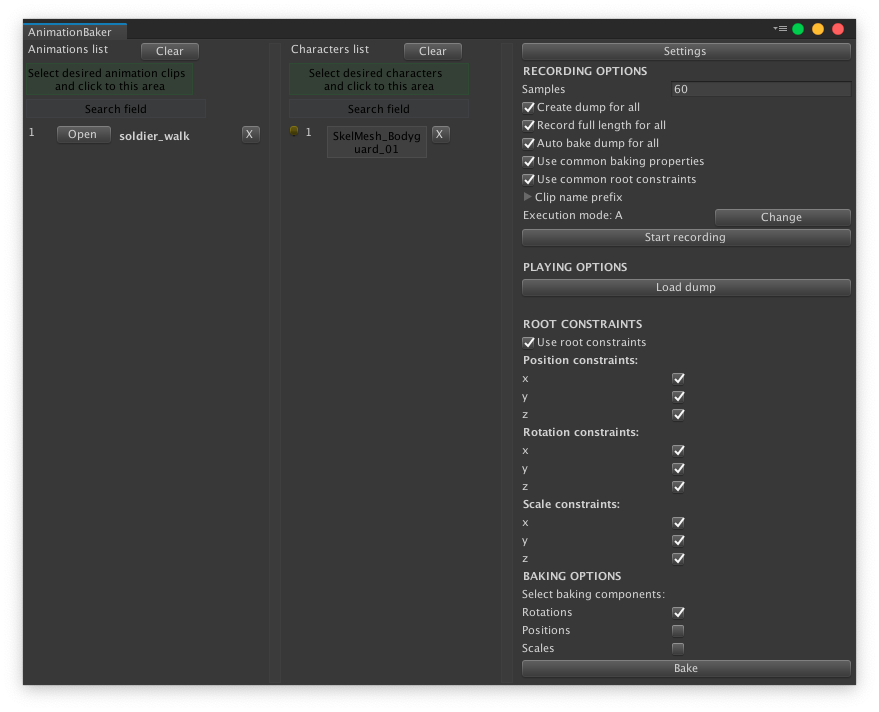 AnimationBaker
Animations list
Clear
Select desired animation clips
and click to this area
Search field
1
Open
soldier_walk
X
Characters list
Clear
Select desired characters
and click to this area
Search field
1
SkelMesh_Bodyg
uard_01
X
Settings
RECORDING OPTIONS
Samples
60
Create dump for all
Record full length for all
Auto bake dump for all
Use common baking properties
Use common root constraints
Clip name prefix
Execution mode: A
Change
Start recording
PLAYING OPTIONS
Load dump
ROOT CONSTRAINTS
Use root constraints
Position constraints:
x
y
z
Rotation constraints:
x
y
z
Scale constraints:
x
y
z
BAKING OPTIONS
Select baking components:
Rotations
Positions
Scales
Bake